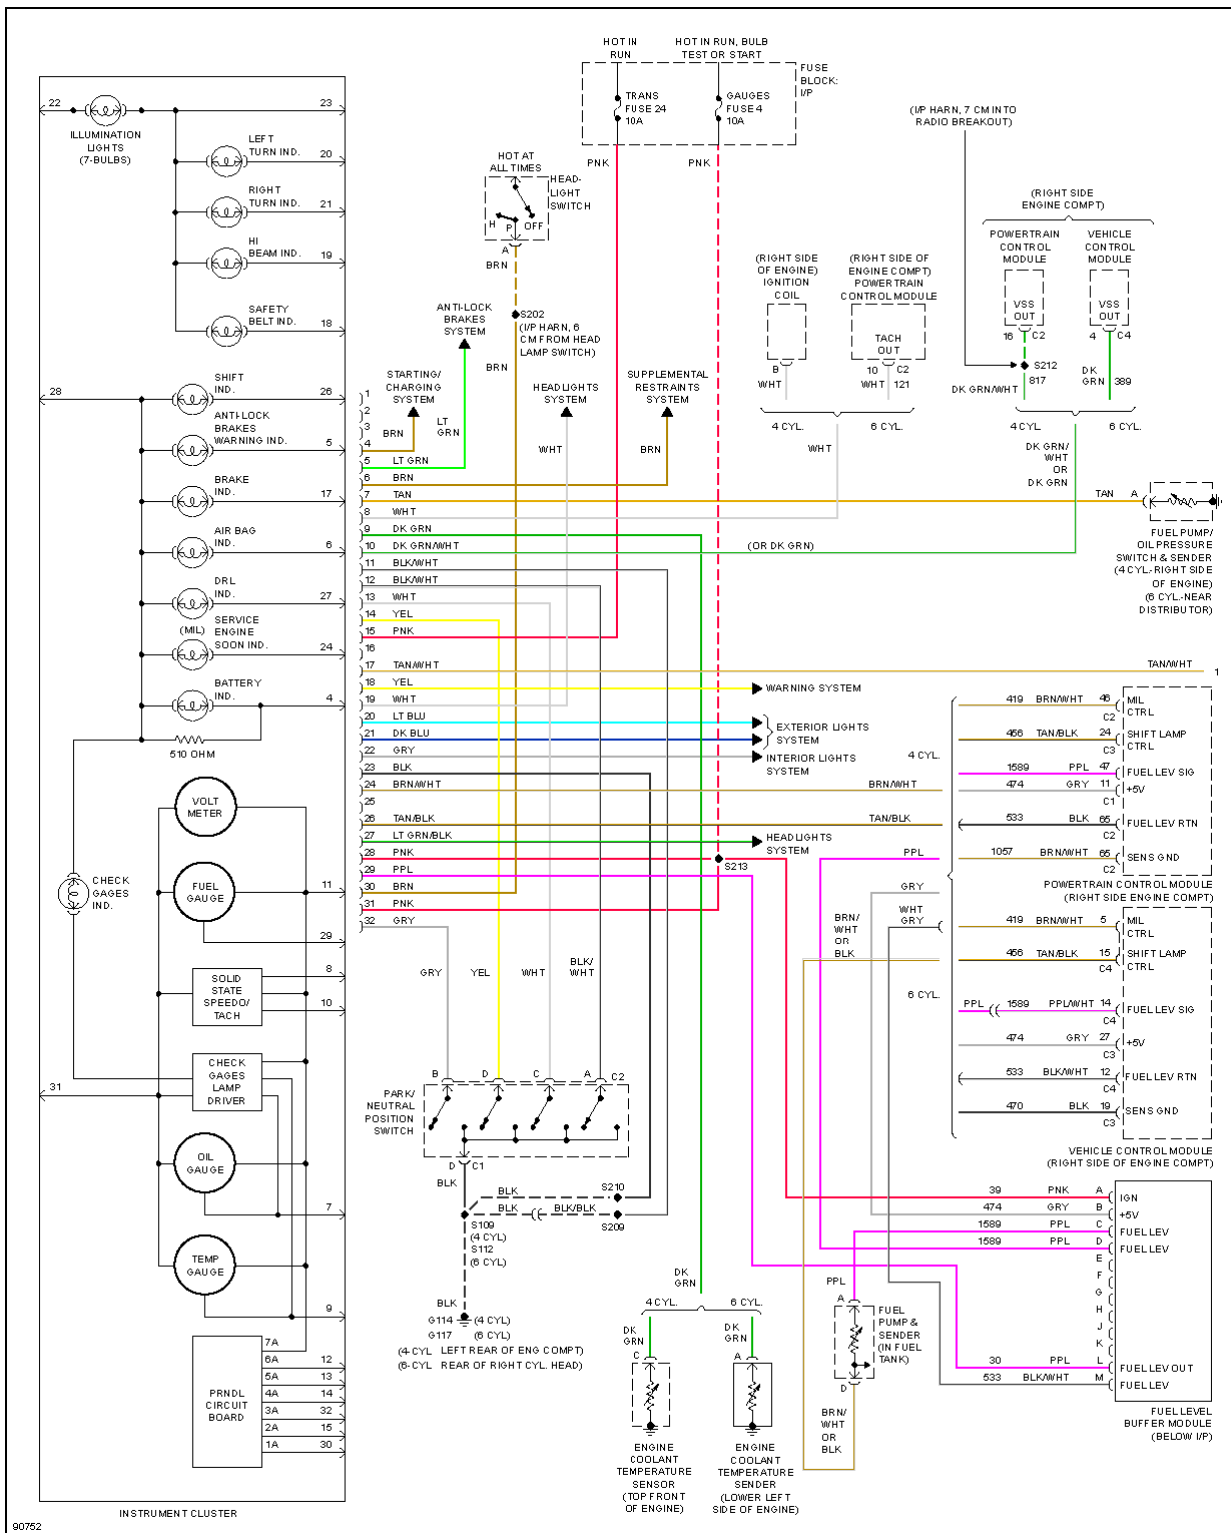 HOT IN
RUN
HOT IN RUN, BULB
TEST OR START
FUSE
BLOCK:
I/P
TRANS
FUSE 24
10A
GAUGES
FUSE 4
10A
PNK
PNK
22
23
ILLUMINATION
LIGHTS
(7-BULBS)
LEFT
TURN IND.
20
RIGHT
TURN IND.
21
HI
BEAM IND.
19
SAFETY
BELT IND.
18
HOT AT
ALL TIMES
HEAD-
LIGHT
SWITCH
H
P
OFF
A
BRN
S202
(I/P HARN, 6
CM FROM HEAD
LAMP SWITCH)
BRN
ANTI-LOCK
BRAKES
SYSTEM
STARTING/
CHARGING
SYSTEM
BRN
LT
GRN
HEADLIGHTS
SYSTEM
WHT
SUPPLEMENTAL
RESTRAINTS
SYSTEM
BRN
(I/P HARN, 7 CM INTO
RADIO BREAKOUT)
(RIGHT SIDE
ENGINE COMPT)
POWERTRAIN
CONTROL
MODULE
VEHICLE
CONTROL
MODULE
VSS
OUT
VSS
OUT
16
C2
4
C4
S212
DK GRN/WHT
817
DK
GRN
389
4 CYL.
6 CYL.
DK GRN/
WHT
OR
DK GRN
(RIGHT SIDE
OF ENGINE)
IGNITION
COIL
(RIGHT SIDE OF
ENGINE COMPT)
POWERTRAIN
CONTROL MODULE
TACH
OUT
B
WHT
10
C2
WHT
121
4 CYL.
6 CYL.
WHT
28
SHIFT
IND.
26
ANTI-LOCK
BRAKES
WARNING IND.
5
BRAKE
IND.
17
AIR BAG
IND.
6
DRL
IND.
27
(MIL)
SERVICE
ENGINE
SOON IND.
24
BATTERY
IND.
4
510 OHM
1
2
3
4
5 LT GRN
6 BRN
7 TAN
8 WHT
9 DK GRN
10 DK GRN/WHT
11 BLK/WHT
12 BLK/WHT
13 WHT
14 YEL
15 PNK
16
17 TAN/WHT
18 YEL
19 WHT
20 LT BLU
21 DK BLU
22 GRY
23 BLK
24 BRN/WHT
25
26 TAN/BLK
27 LT GRN/BLK
28 PNK
29 PPL
30 BRN
31 PNK
32 GRY
(OR DK GRN)
TAN
A
FUEL PUMP/
OIL PRESSURE
SWITCH & SENDER
(4 CYL.-RIGHT SIDE
OF ENGINE)
(6 CYL.-NEAR
DISTRIBUTOR)
TAN/WHT
1
WARNING SYSTEM
EXTERIOR LIGHTS
SYSTEM
INTERIOR LIGHTS
SYSTEM
BRN/WHT
TAN/BLK
HEADLIGHTS
SYSTEM
S213
4 CYL.
419 BRN/WHT 46
C2
MIL
CTRL
456 TAN/BLK 24
C3
SHIFT LAMP
CTRL
1589 PPL 47
FUEL LEV SIG
474 GRY 11
C1
+5V
533 BLK 65
C2
FUEL LEV RTN
1057 BRN/WHT 65
C2
SENS GND
POWERTRAIN CONTROL MODULE
(RIGHT SIDE ENGINE COMPT)
PPL
GRY
WHT
GRY
BRN/
WHT
OR
BLK
6 CYL.
419 BRN/WHT 5
MIL
CTRL
456 TAN/BLK 15
C4
SHIFT LAMP
CTRL
PPL 1589 PPL/WHT 14
C4
FUEL LEV SIG
474 GRY 27
C3
+5V
533 BLK/WHT 12
C4
FUEL LEV RTN
470 BLK 19
C3
SENS GND
VEHICLE CONTROL MODULE
(RIGHT SIDE OF ENGINE COMPT)
VOLT
METER
FUEL
GAUGE
11
29
CHECK
GAGES
IND.
SOLID
STATE
SPEEDO/
TACH
8
10
CHECK
GAGES
LAMP
DRIVER
31
OIL
GAUGE
7
TEMP
GAUGE
9
PRNDL
CIRCUIT
BOARD
7A
6A 12
5A 13
4A 14
3A 32
2A 15
1A 30
INSTRUMENT CLUSTER
90752
GRY
YEL
WHT
BLK/
WHT
B
D
C
A
C2
PARK/
NEUTRAL
POSITION
SWITCH
D
C1
BLK
BLK
S210
BLK
BLK/BLK
S209
S109
(4 CYL)
S112
(6 CYL)
BLK
G114 (4 CYL)
G117 (6 CYL)
(4-CYL LEFT REAR OF ENG COMPT)
(6-CYL REAR OF RIGHT CYL. HEAD)
DK
GRN
4 CYL.
6 CYL.
DK
GRN
C
DK
GRN
A
ENGINE
COOLANT
TEMPERATURE
SENSOR
(TOP FRONT
OF ENGINE)
ENGINE
COOLANT
TEMPERATURE
SENDER
(LOWER LEFT
SIDE OF ENGINE)
PPL
A
FUEL
PUMP &
SENDER
(IN FUEL
TANK)
D
BRN/
WHT
OR
BLK
39 PNK A IGN
474 GRY B +5V
1589 PPL C FUEL LEV
1589 PPL D FUEL LEV
E
F
G
H
J
K
30 PPL L FUEL LEV OUT
533 BLK/WHT M FUEL LEV
FUEL LEVEL
BUFFER MODULE
(BELOW I/P)